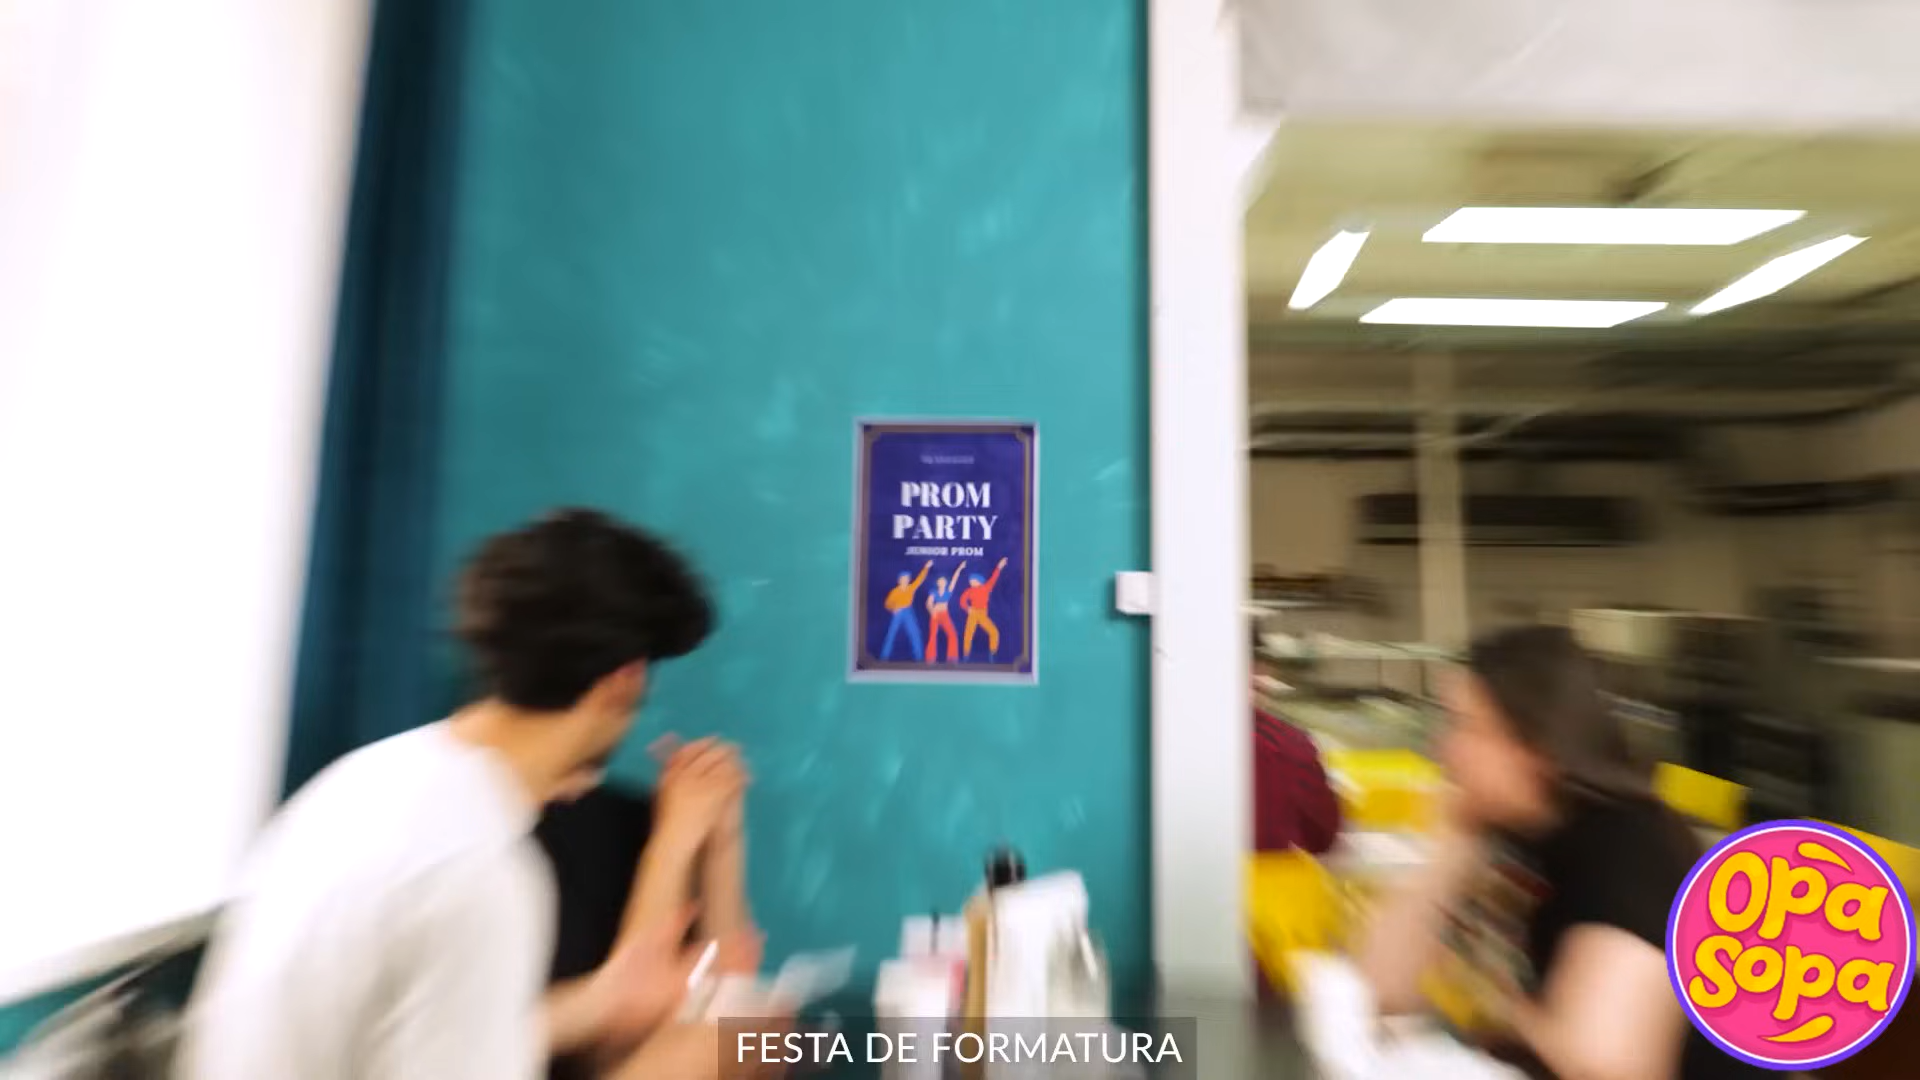 PROM
PARTY
JUNIOR PROM
Opa
Sopa
FESTA DE FORMATURA